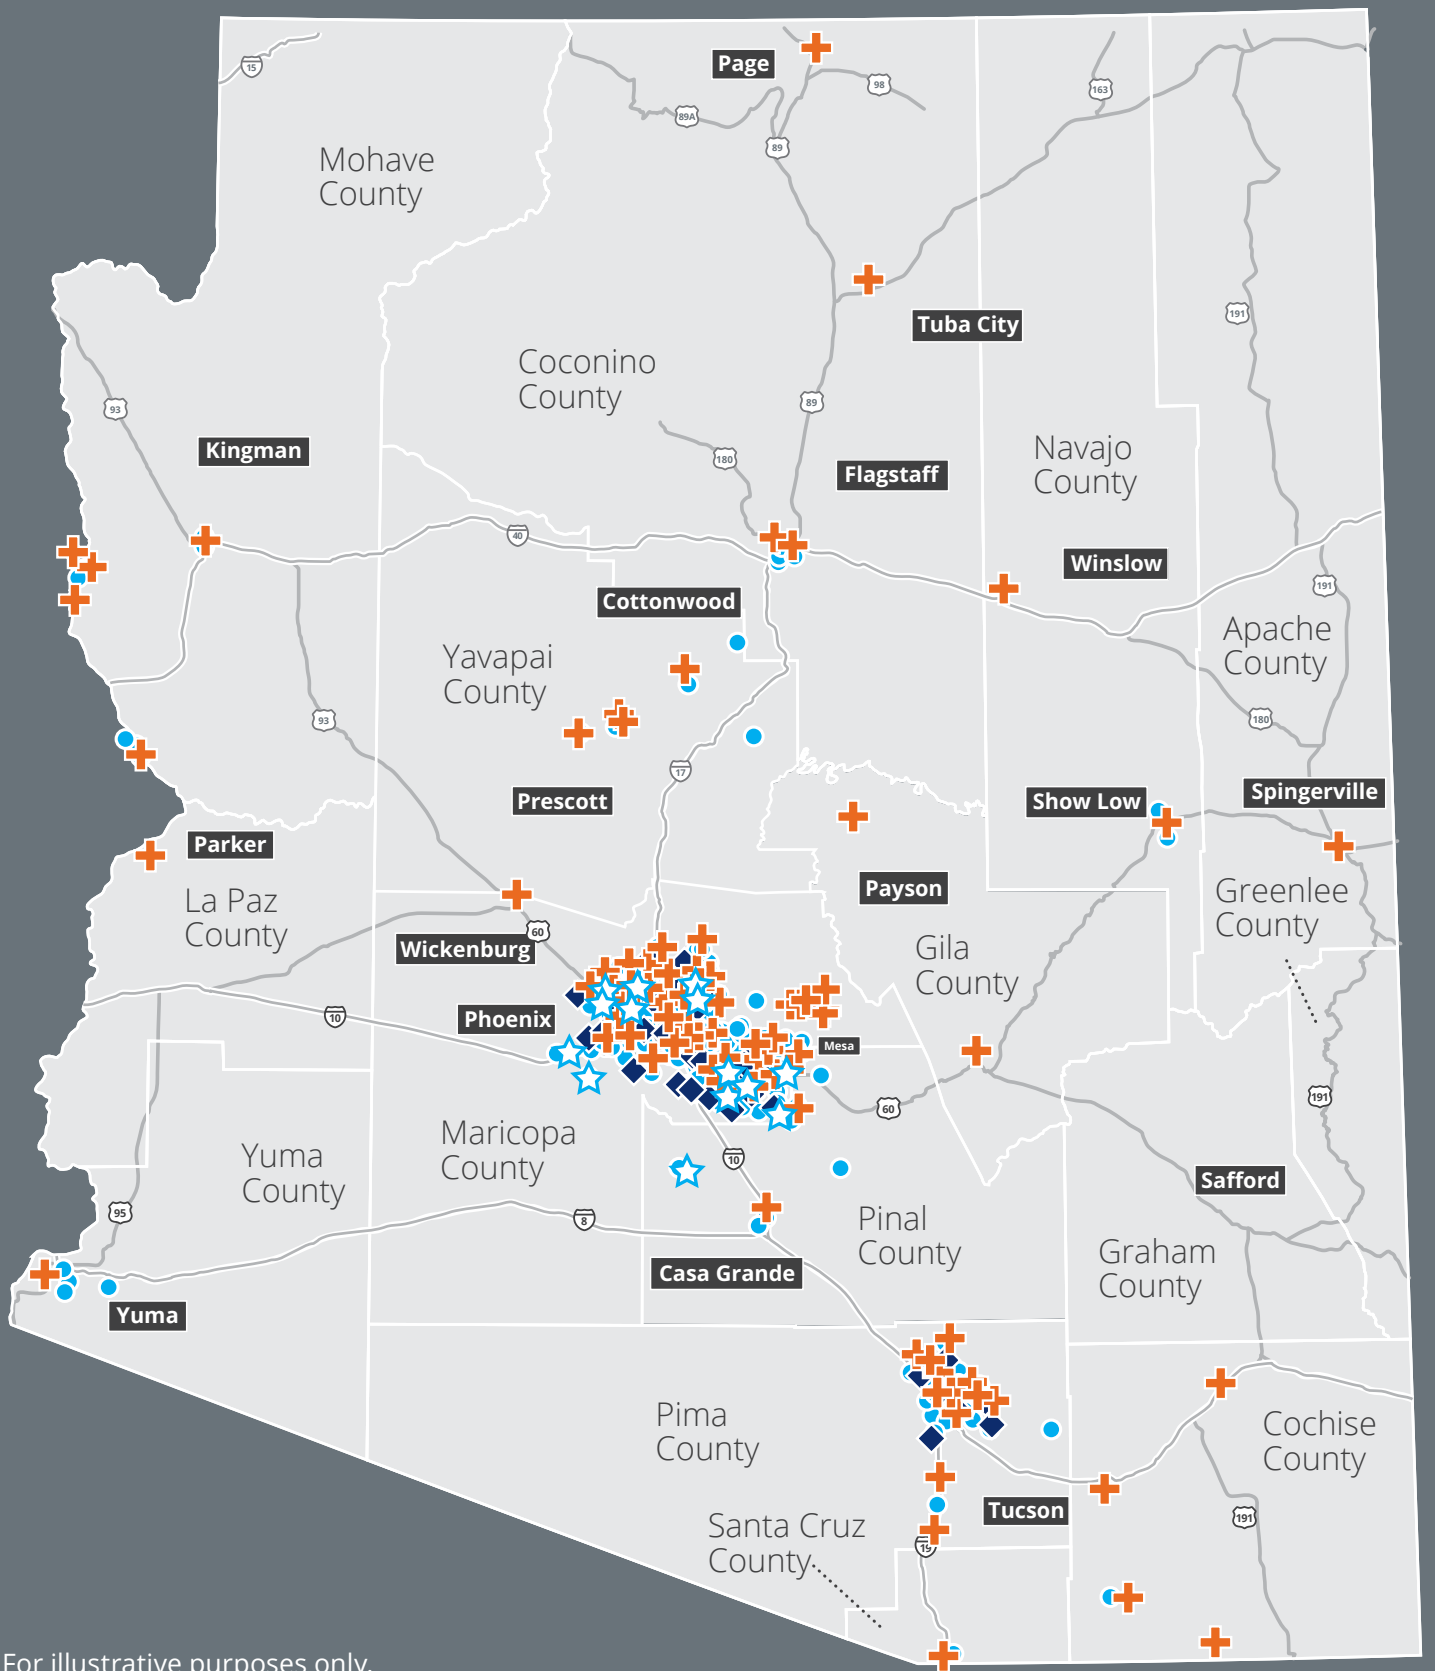 Page
15
98
163
89A
89
Mohave
County
191
Tuba City
Coconino
County
93
89
Kingman
180
Flagstaff
Navajo
County
40
Winslow
191
Cottonwood
Apache
County
Yavapai
County
93
180
17
Prescott
Show Low
Spingerville
Parker
Payson
La Paz
County
Greenlee
County
60
Wickenburg
Gila
County
10
Phoenix
Mesa
60
191
Maricopa
County
Yuma
County
10
Safford
95
8
Pinal
County
Graham
County
Casa Grande
Yuma
Pima
County
Cochise
County
Tucson
191
Santa Cruz
County
19
For illustrative purposes only.